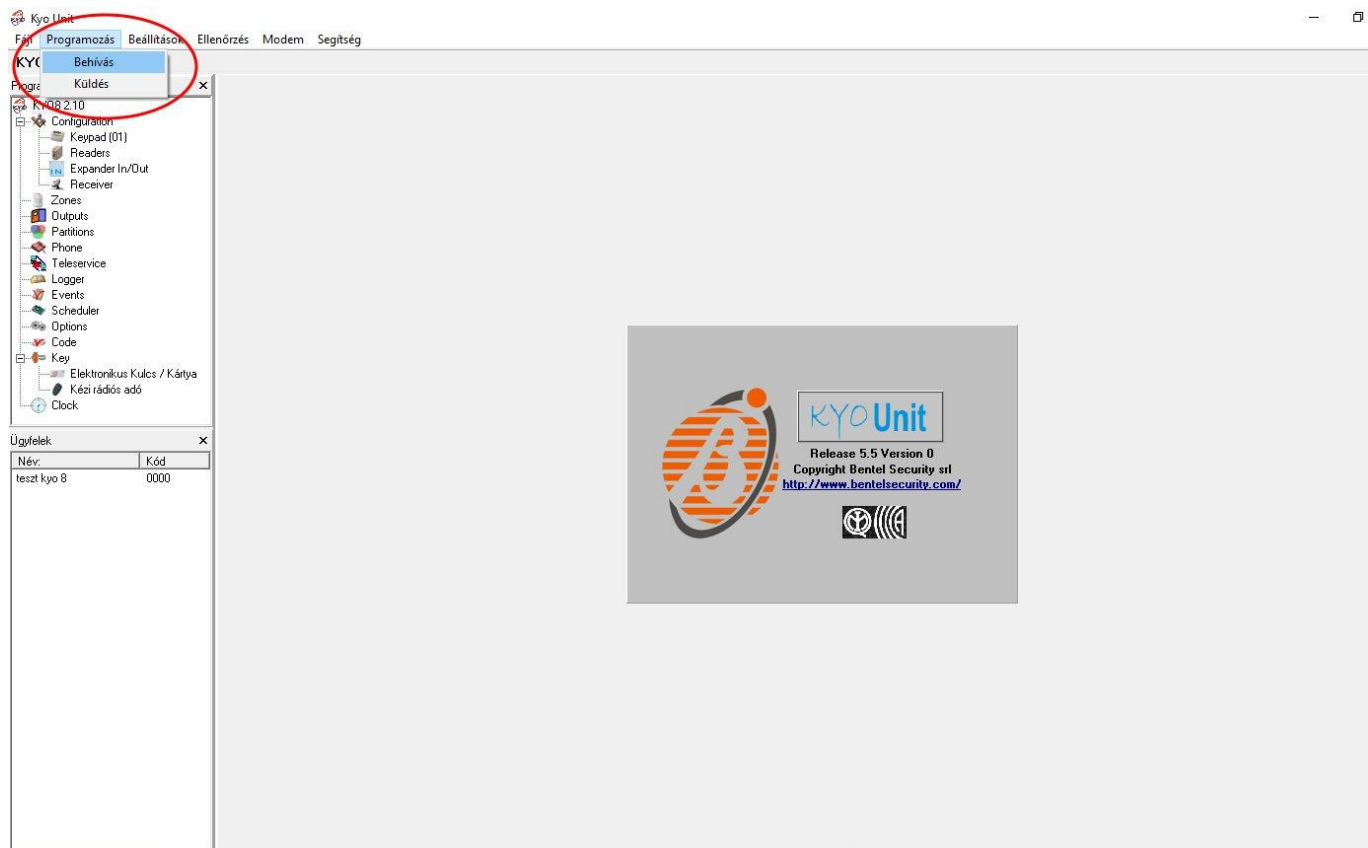 Kyo Unit
Fájl Programozás Beállítások Ellenőrzés Modem Segítség
Behívás
KYO
Küldés
Progra
KYO8 2.10
Configuration
Keypad (01)
Readers
Expander In/Out
Receiver
Zones
Outputs
Partitions
Phone
Teleservice
Logger
Events
Scheduler
Options
Code
Key
Elektronikus Kulcs / Kártya
Kézi rádiós adó
Clock
Ügyfelek
Név: Kód
teszt kyo 8 0000
KYO Unit
Release 5.5 Version 0
Copyright Bentel Security srl
http://www.bentelsecurity.com/